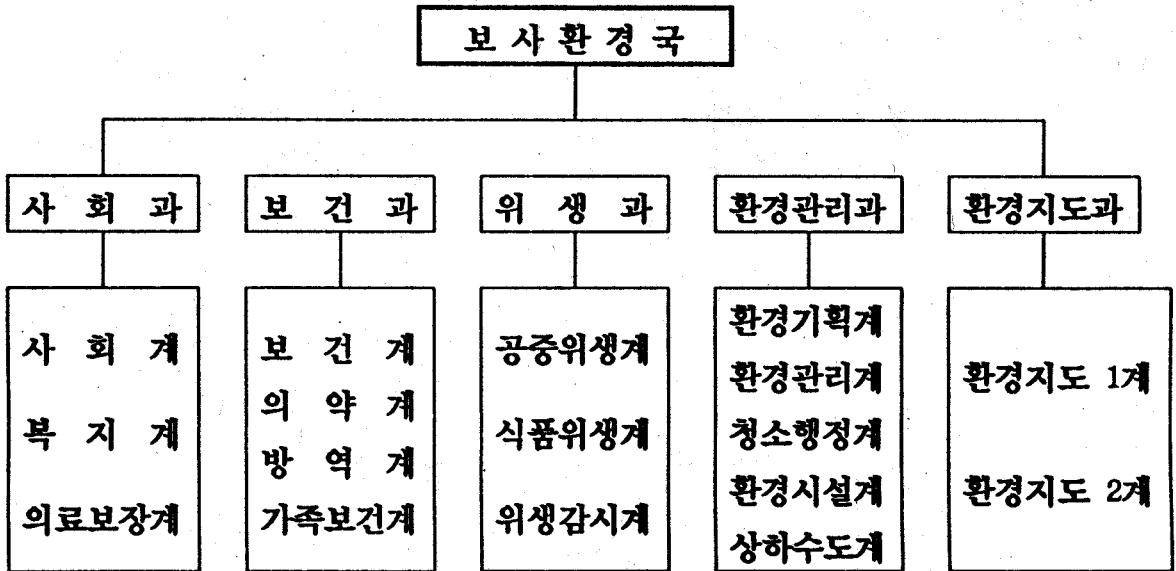 보사환경국
사회과
보건과
위생과
환경관리과
환경지도과
사회계
복지계
의료보장계
보건계
의약계
방역계
가족보건계
공중위생계
식품위생계
위생감시계
환경기획계
환경관리계
청소행정계
환경시설계
상하수도계
환경지도 1계
환경지도 2계